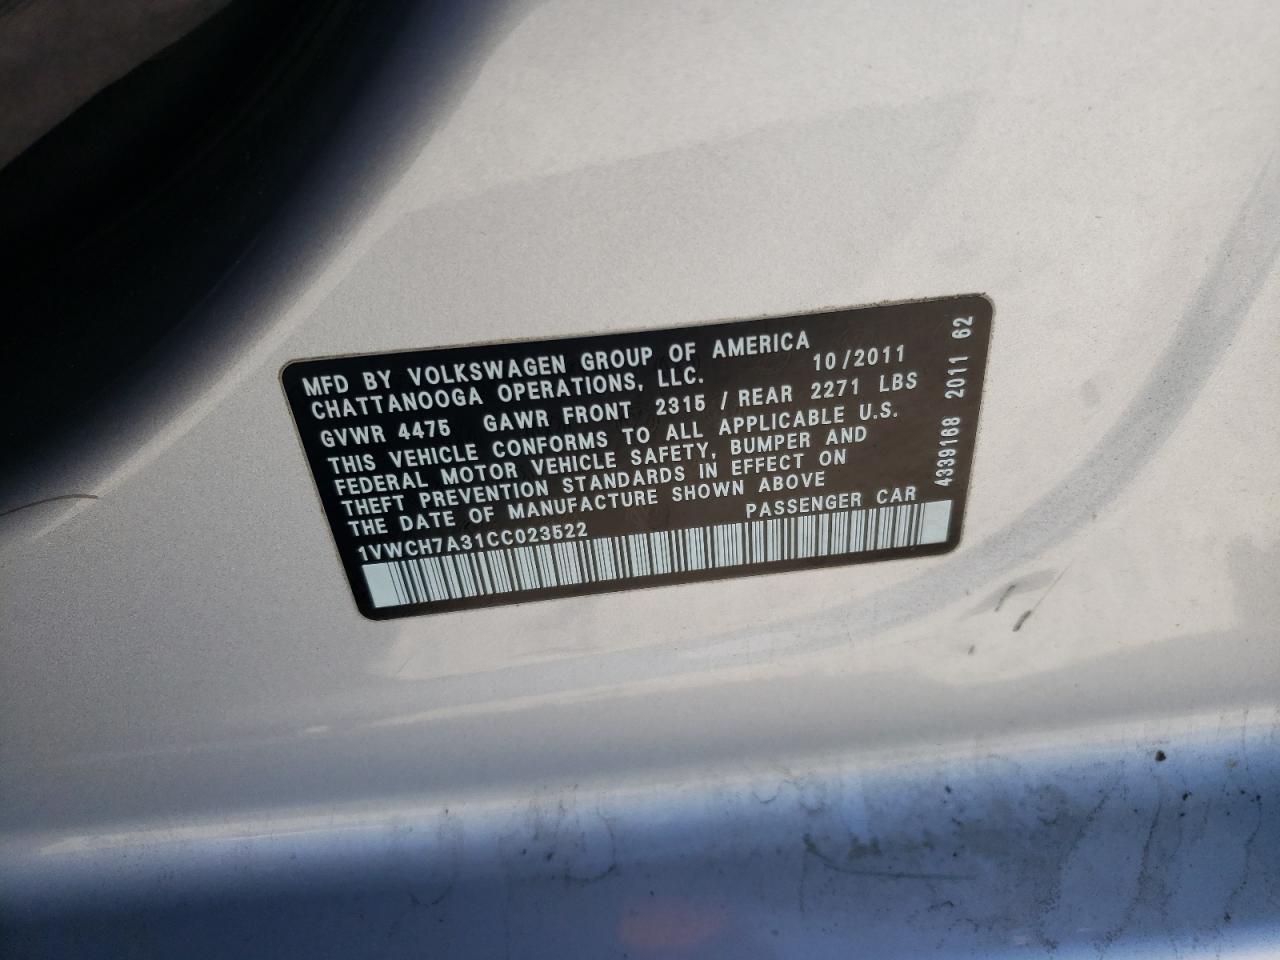 MFD BY VOLKSWAGEN GROUP OF AMERICA
CHATTANOOGA OPERATIONS, LLC. 10/2011
GVWR 4475 GAWR FRONT 2315 / REAR 2271 LBS
THIS VEHICLE CONFORMS TO ALL APPLICABLE U.S.
FEDERAL MOTOR VEHICLE SAFETY, BUMPER AND
THEFT PREVENTION STANDARDS IN EFFECT ON
THE DATE OF MANUFACTURE SHOWN ABOVE
1VWCH7A31CC023522 PASSENGER CAR
4339168 2011 62